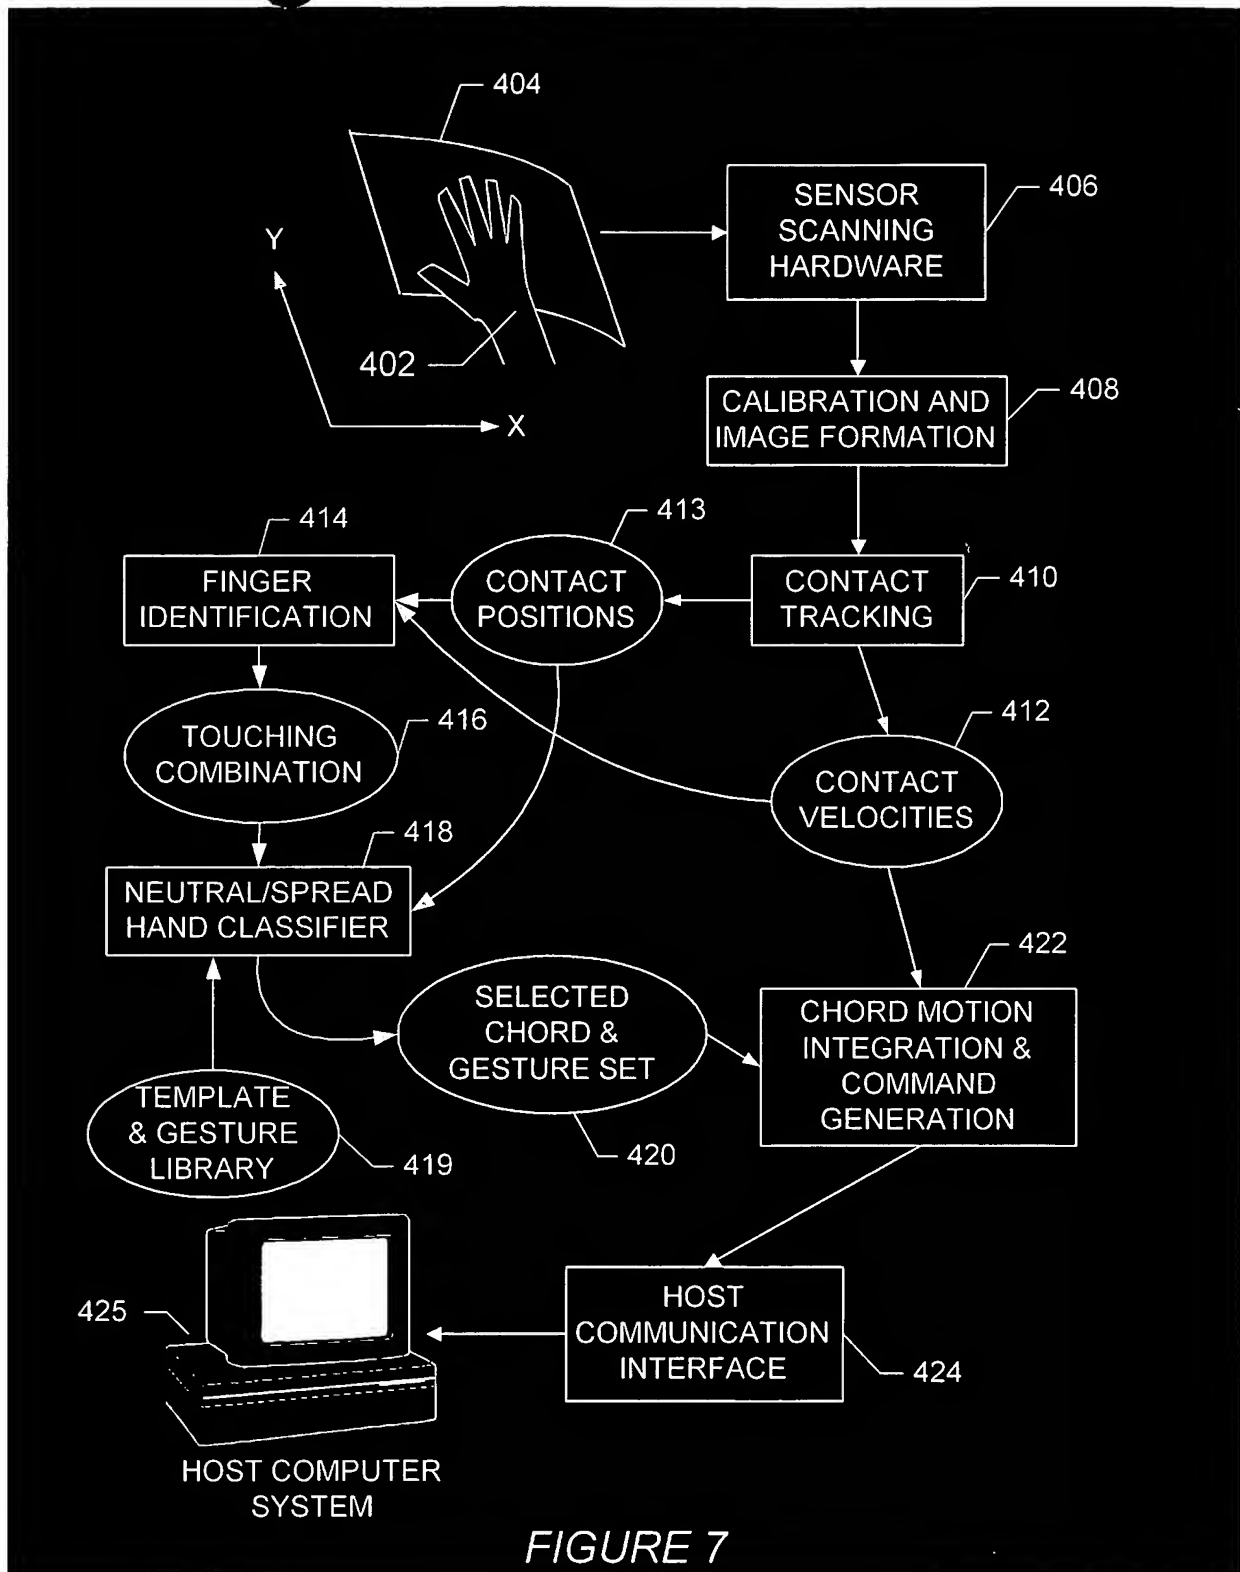 404
SENSOR
SCANNING
HARDWARE
406
Y
402
X
CALIBRATION AND
IMAGE FORMATION
408
414
FINGER
IDENTIFICATION
413
CONTACT
POSITIONS
CONTACT
TRACKING
410
TOUCHING
COMBINATION
416
412
CONTACT
VELOCITIES
418
NEUTRAL/SPREAD
HAND CLASSIFIER
SELECTED
CHORD &
GESTURE SET
420
422
CHORD MOTION
INTEGRATION &
COMMAND
GENERATION
TEMPLATE
& GESTURE
LIBRARY
419
425
HOST
COMMUNICATION
INTERFACE
424
HOST COMPUTER
SYSTEM
FIGURE 7